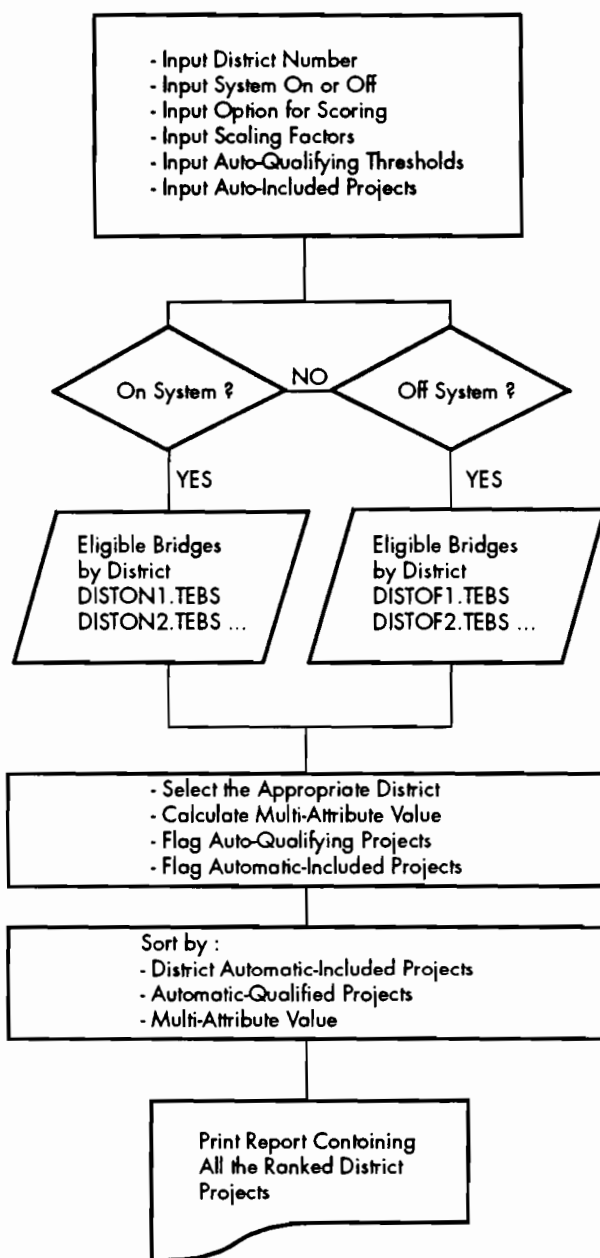 - Input District Number
- Input System On or Off
- Input Option for Scoring
- Input Scaling Factors
- Input Auto-Qualifying Thresholds
- Input Auto-Included Projects
On System ?
NO
Off System ?
YES
YES
Eligible Bridges
by District
DISTON1.TEBS
DISTON2.TEBS ...
Eligible Bridges
by District
DISTOF1.TEBS
DISTOF2.TEBS ...
- Select the Appropriate District
- Calculate Multi-Attribute Value
- Flag Auto-Qualifying Projects
- Flag Automatic-Included Projects
Sort by :
- District Automatic-Included Projects
- Automatic-Qualified Projects
- Multi-Attribute Value
Print Report Containing
All the Ranked District
Projects